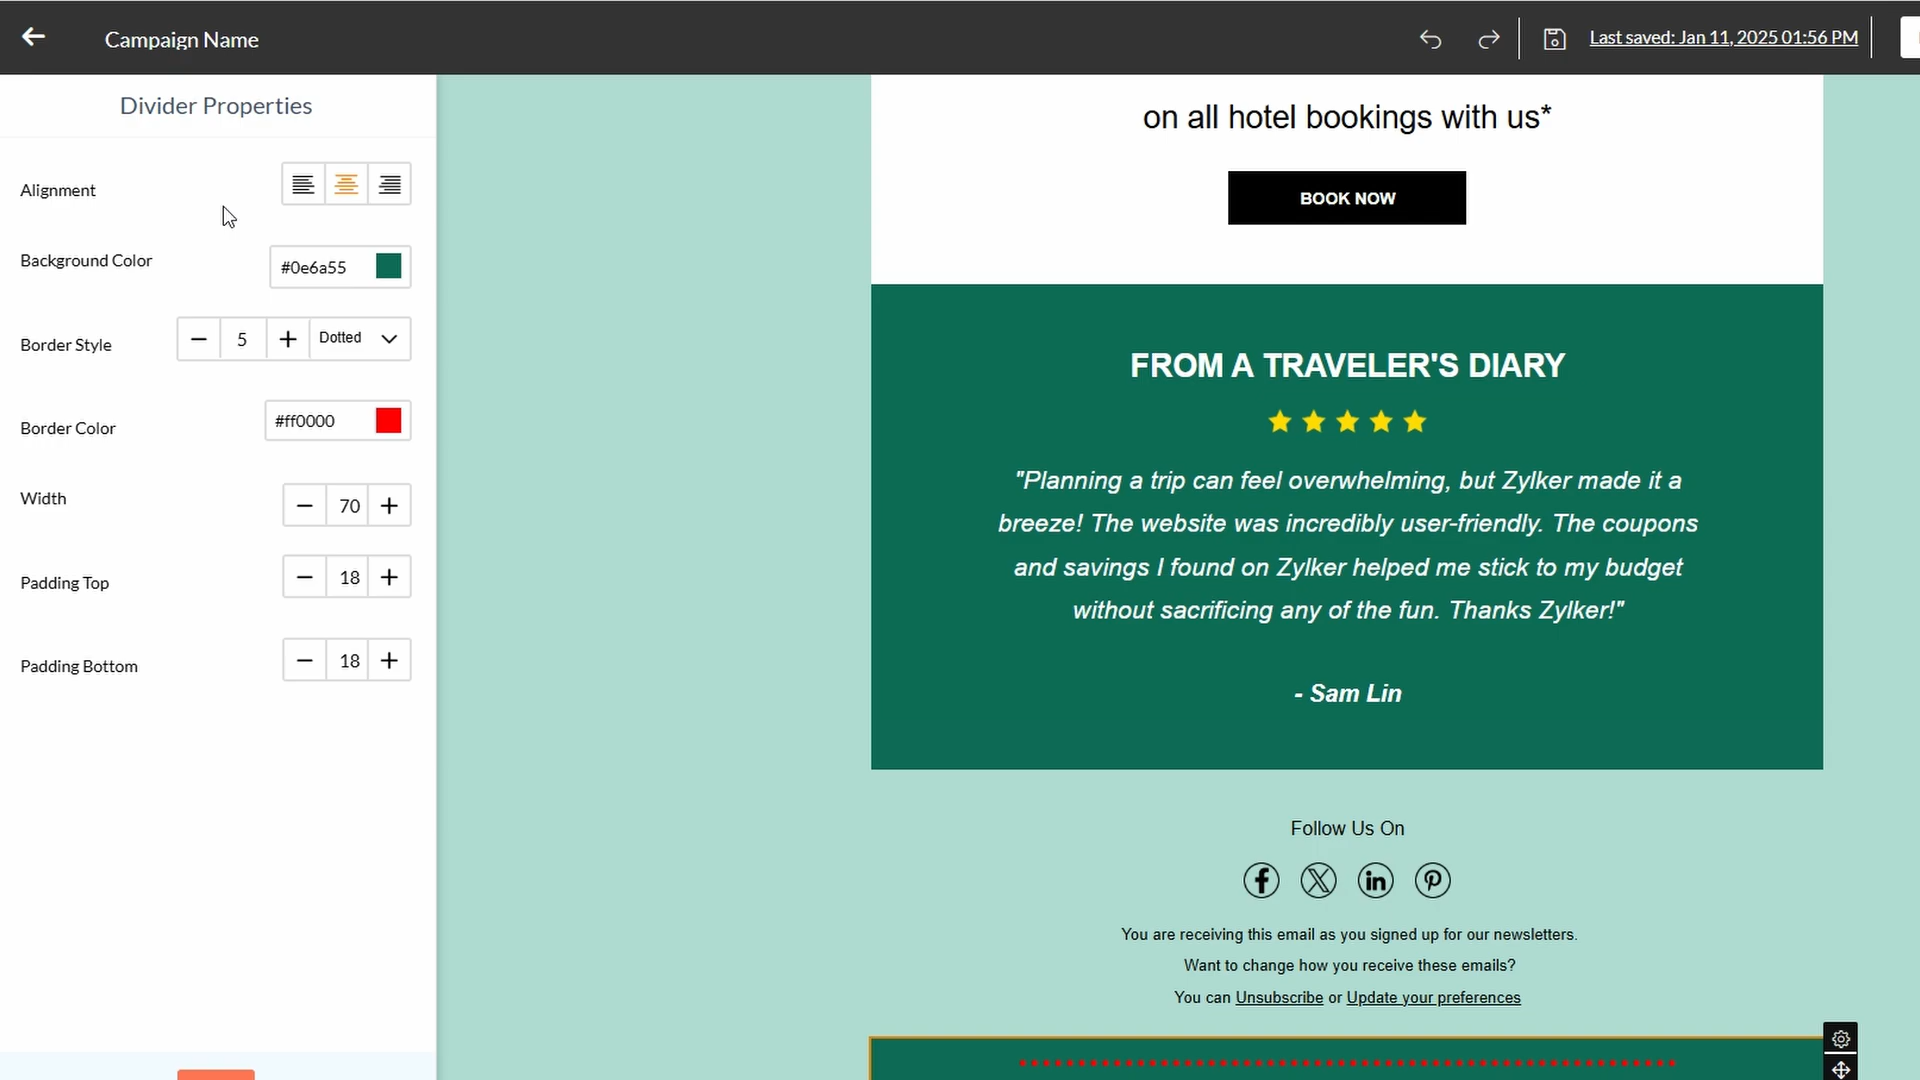 Campaign Name
Last saved: Jan 11, 2025 01:56 PM
Divider Properties
Alignment
Background Color
#0e6a55
Border Style
5
Dotted
Border Color
#ff0000
Width
70
Padding Top
18
Padding Bottom
18
on all hotel bookings with us*
BOOK NOW
FROM A TRAVELER'S DIARY
"Planning a trip can feel overwhelming, but Zylker made it a
breeze! The website was incredibly user-friendly. The coupons
and savings I found on Zylker helped me stick to my budget
without sacrificing any of the fun. Thanks Zylker!"
- Sam Lin
Follow Us On
You are receiving this email as you signed up for our newsletters.
Want to change how you receive these emails?
You can Unsubscribe or Update your preferences